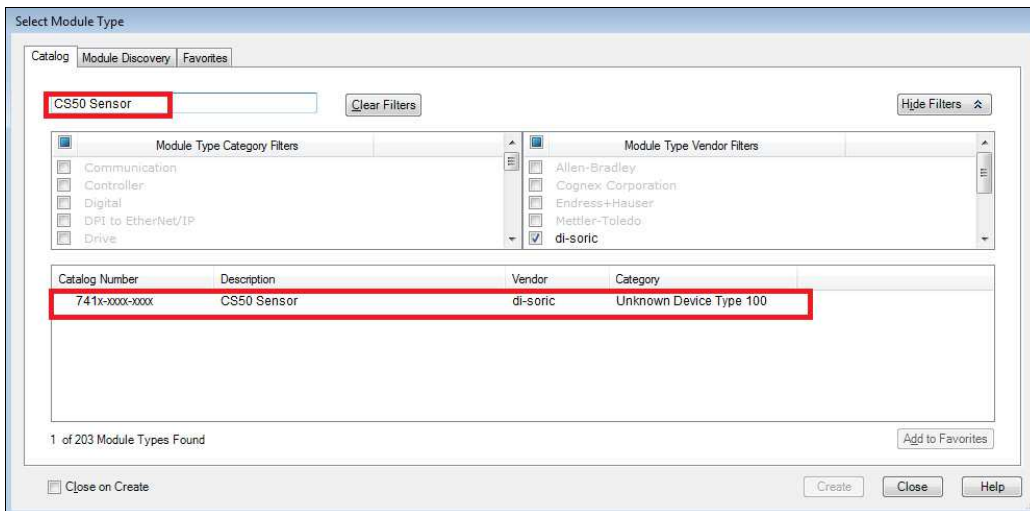 Select Module Type
Catalog Module Discovery Favorites
CS50 Sensor Clear Filters Hide Filters
Module Type Category Filters Module Type Vendor Filters
Communication Allen-Bradley
Controller Cognex Corporation
Digital Endress+Hauser
DPI to EtherNet/IP Mettler-Toledo
Drive di-soric
Catalog Number Description Vendor Category
741x-xxxx-xxxx CS50 Sensor di-soric Unknown Device Type 100
1 of 203 Module Types Found Add to Favorites
Close on Create Create Close Help